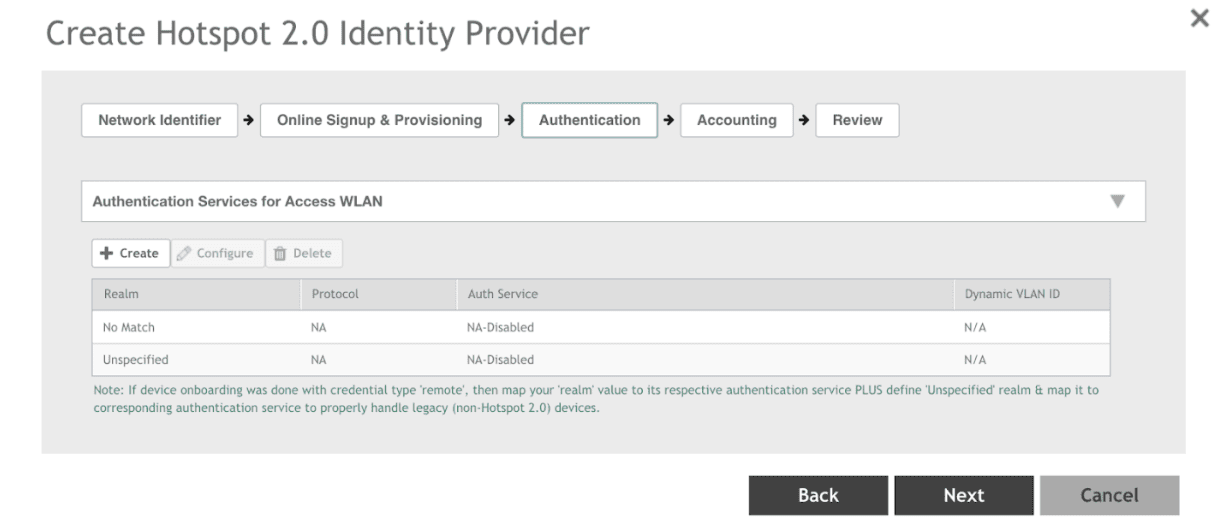 Create Hotspot 2.0 Identity Provider
Network Identifier → Online Signup & Provisioning → Authentication → Accounting → Review
Authentication Services for Access WLAN
Create Configure Delete
Realm Protocol Auth Service Dynamic VLAN ID
No Match NA NA-Disabled N/A
Unspecified NA NA-Disabled N/A
Note: If device onboarding was done with credential type 'remote', then map your 'realm' value to its respective authentication service PLUS define 'Unspecified' realm & map it to
corresponding authentication service to properly handle legacy (non-Hotspot 2.0) devices.
Back Next Cancel